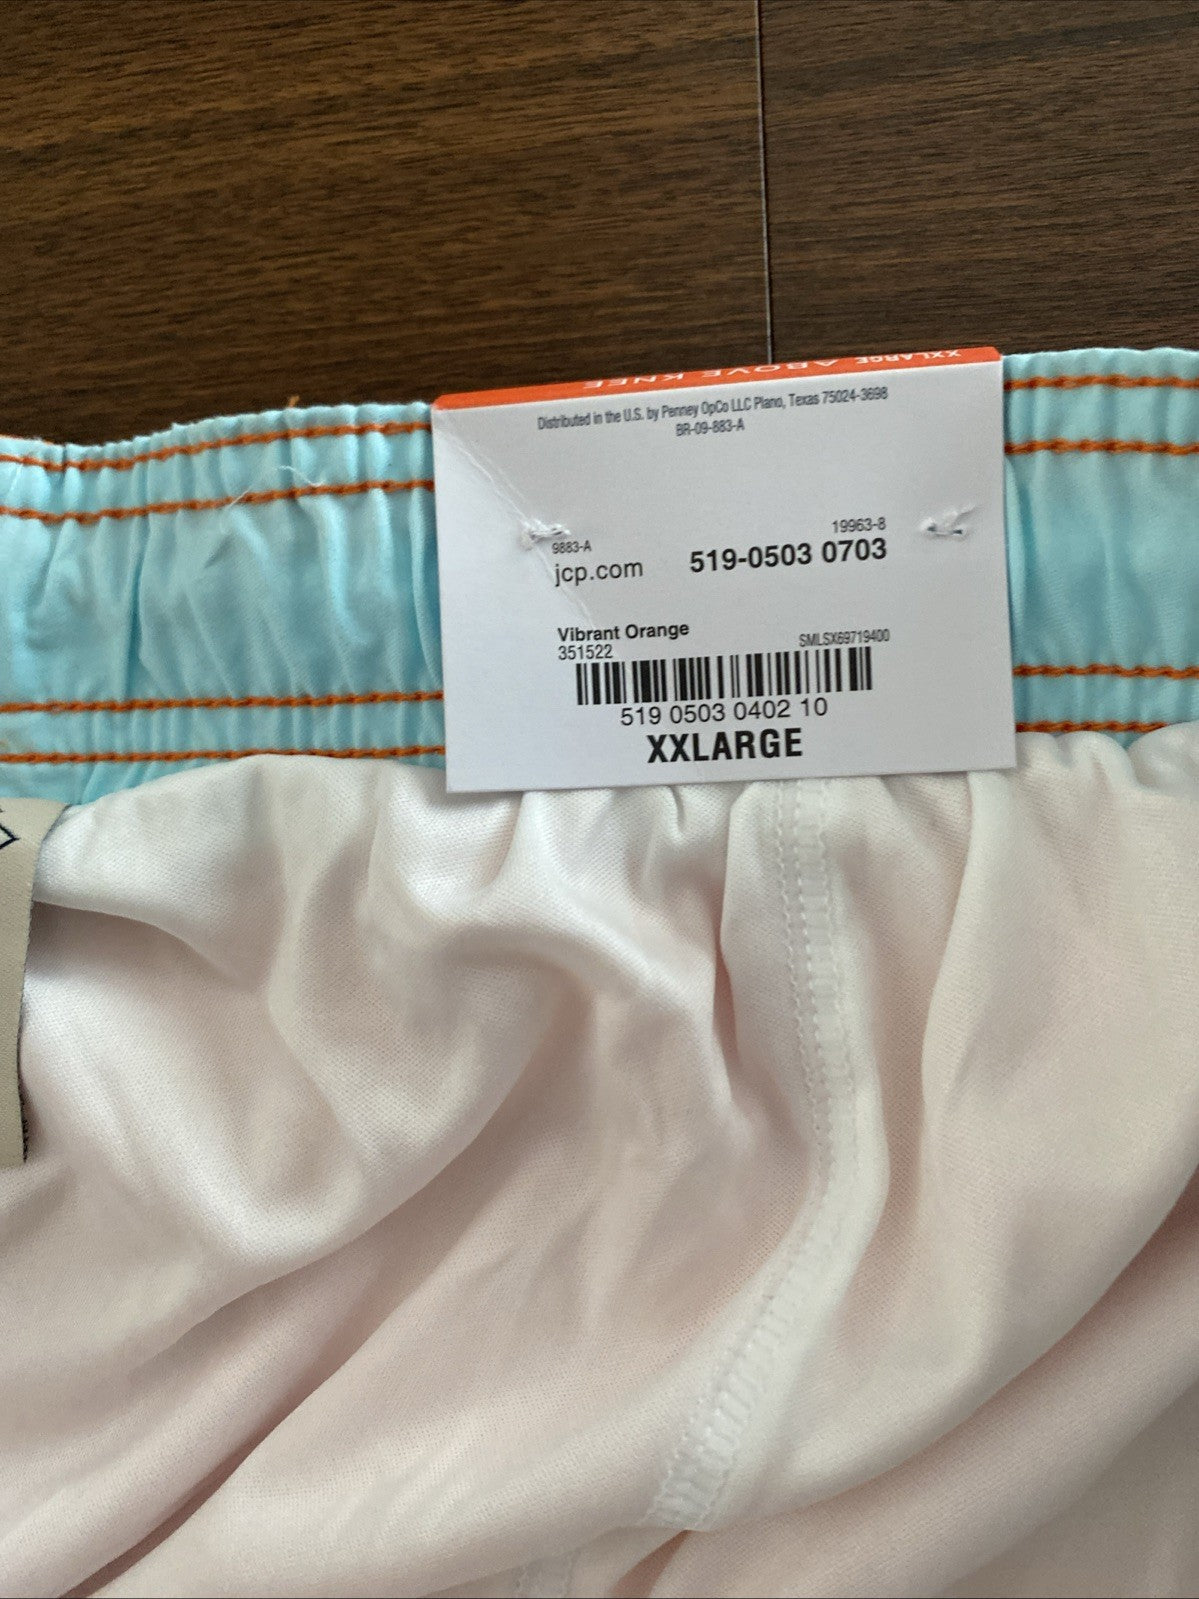 XXLARGE ABOVE KNEE
Distributed in the U.S. by Penney OpCo LLC Plano, Texas 75024-3698
BR-09-883-A
19963-8
9883-A
jcp.com 519-0503 0703
Vibrant Orange
351522 SMLSX69719400
519 0503 0402 10
XXLARGE